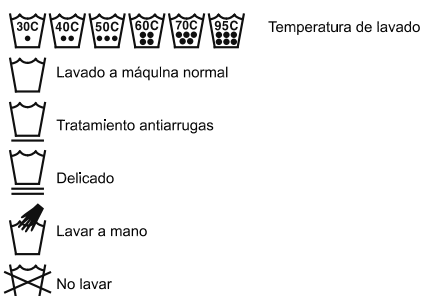 30C 40C 50C 60C 70C 95C Temperatura de lavado
Lavado a máqulna normal
Tratamiento antiarrugas
Delicado
Lavar a mano
No lavar